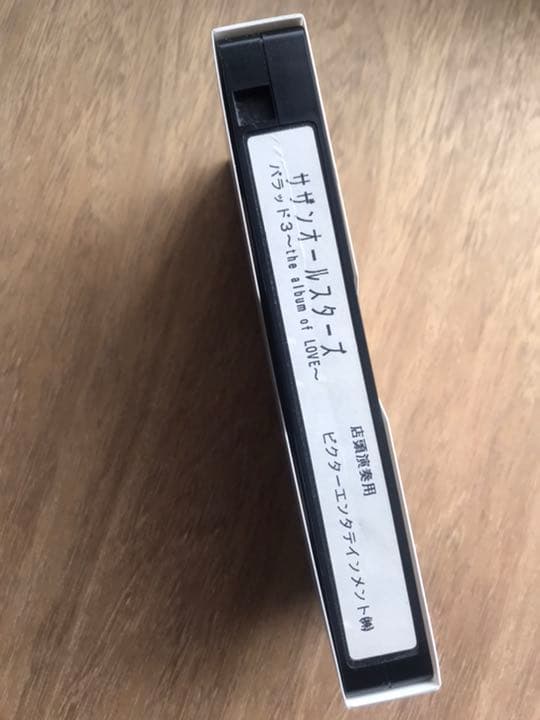 サザンオールスターズ
バラッド3～the album of LOVE～
店頭演奏用
ビクターエンタテインメント㈱